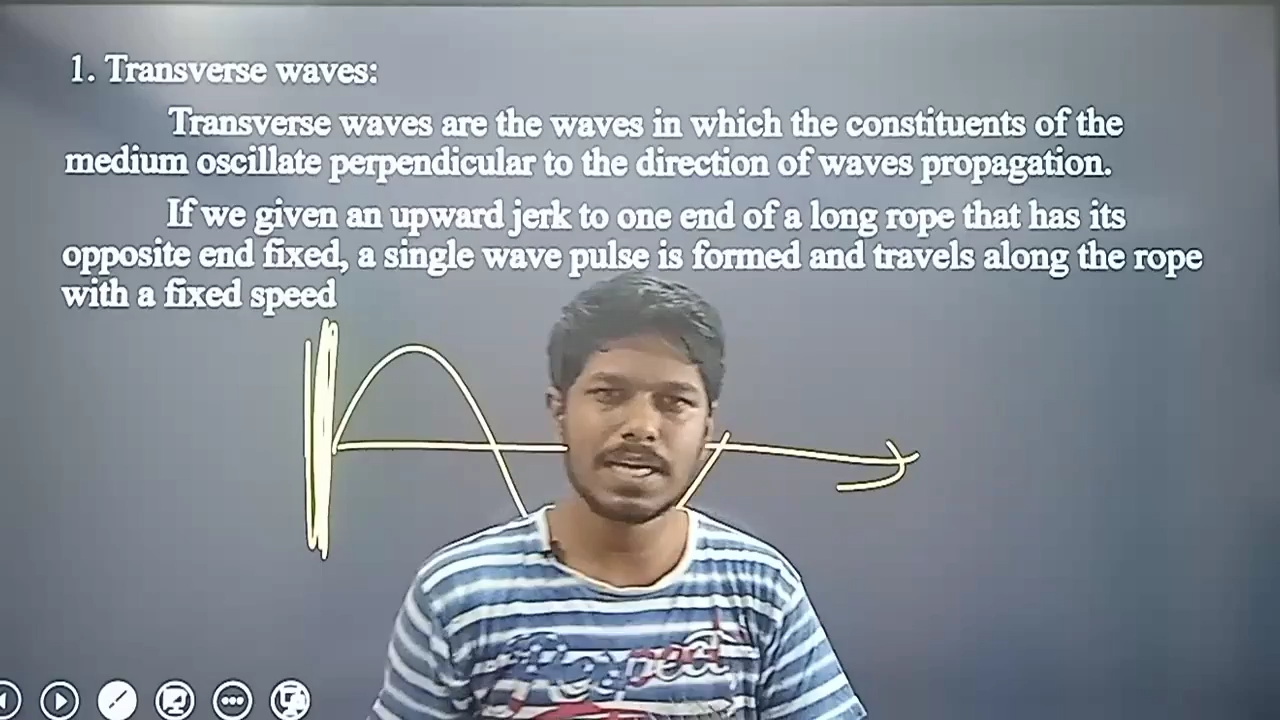 1. Transverse waves:
Transverse waves are the waves in which the constituents of the
medium oscillate perpendicular to the direction of waves propagation.
If we given an upward jerk to one end of a long rope that has its
opposite end fixed, a single wave pulse is formed and travels along the rope
with a fixed speed
Respect